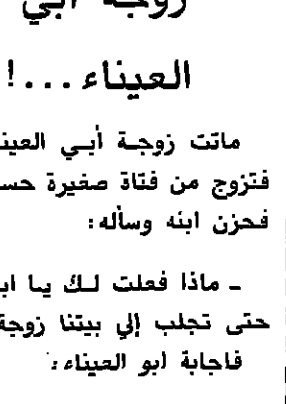 زوجة أبي
العيناء...!
ماتت زوجة أبي
فتزوج من فتاة صغيرة
فحزن ابنه وسأله:
ـ ماذا فعلت لك يا
حتى تجلب إلي بيتنا زوجة
فاجابة ابو العيناء: